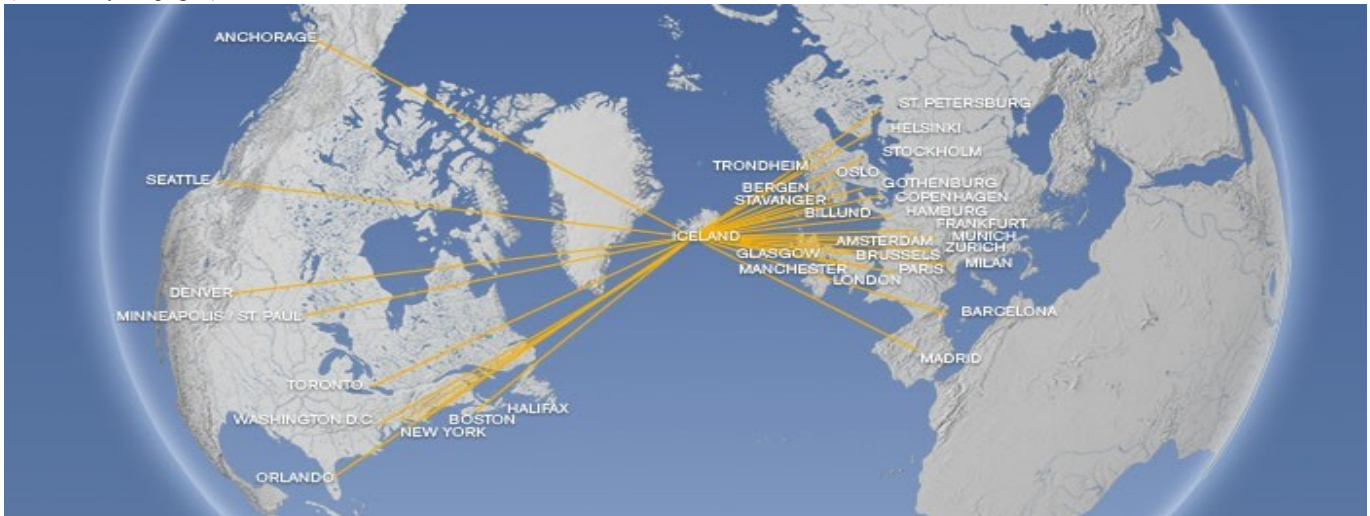 ANCHORAGE
SEATTLE
DENVER
MINNEAPOLIS / ST. PAUL
TORONTO
WASHINGTON D.C.
NEW YORK
BOSTON
HALIFAX
ORLANDO
ICELAND
ST. PETERSBURG
HELSINKI
STOCKHOLM
TRONDHEIM
OSLO
BERGEN
GOTHENBURG
STAVANGER
COPENHAGEN
BILLUND
HAMBURG
FRANKFURT
MUNICH
AMSTERDAM
ZURICH
GLASGOW
BRUSSELS
MILAN
MANCHESTER
PARIS
LONDON
BARCELONA
MADRID